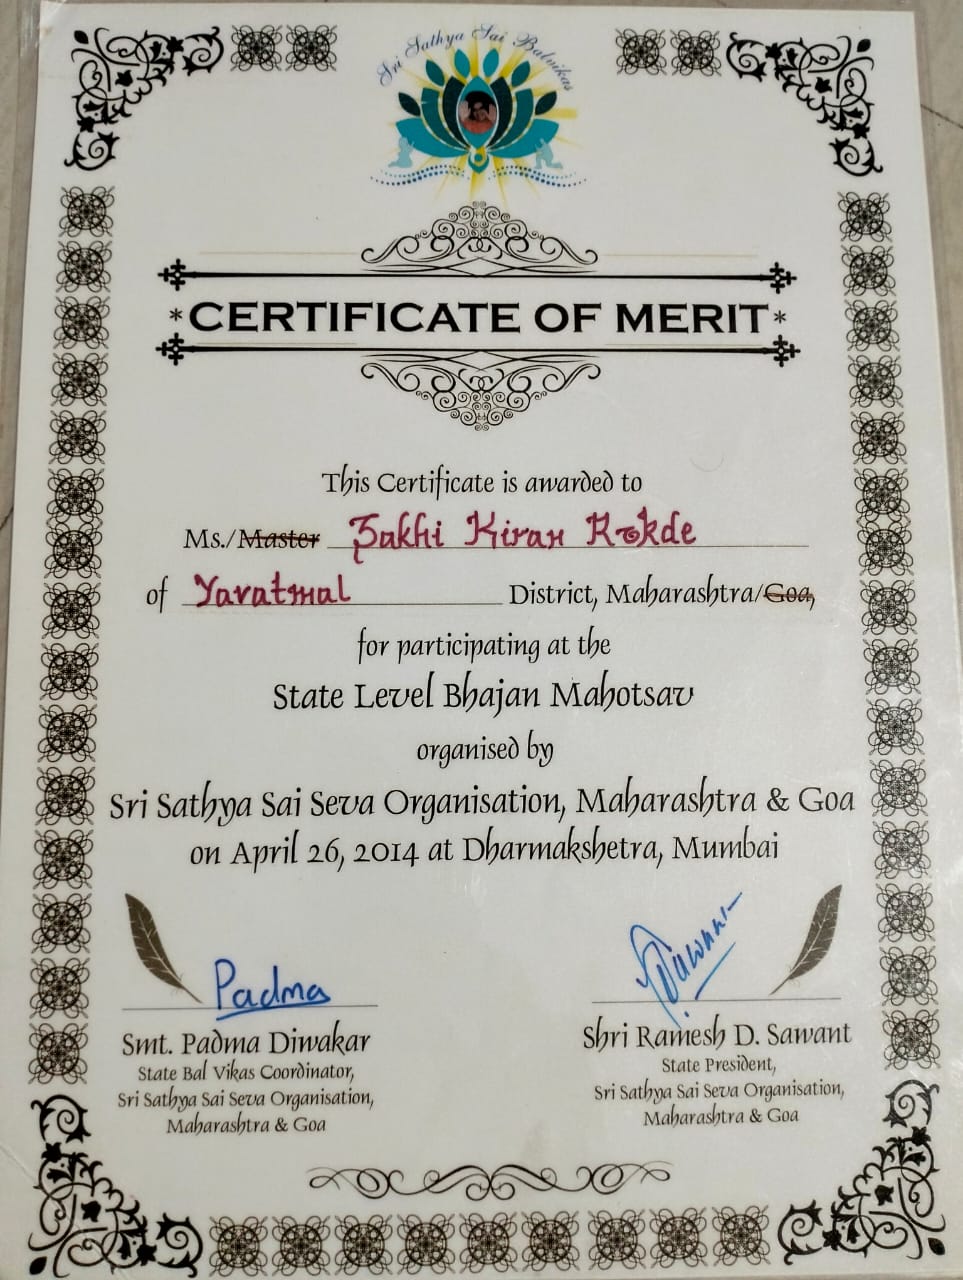 Sri Sathya Sai Balvikas
*CERTIFICATE OF MERIT*
This Certificate is awarded to
Ms./Master Sakhi Kiran Rokde
of Yavatmal District, Maharashtra/Goa,
for participating at the
State Level Bhajan Mahotsav
organised by
Sri Sathya Sai Seva Organisation, Maharashtra & Goa
on April 26, 2014 at Dharmakshetra, Mumbai
Padma
Smt. Padma Diwakar
State Bal Vikas Coordinator,
Sri Sathya Sai Seva Organisation,
Maharashtra & Goa
Shri Ramesh D. Sawant
State President,
Sri Sathya Sai Seva Organisation,
Maharashtra & Goa